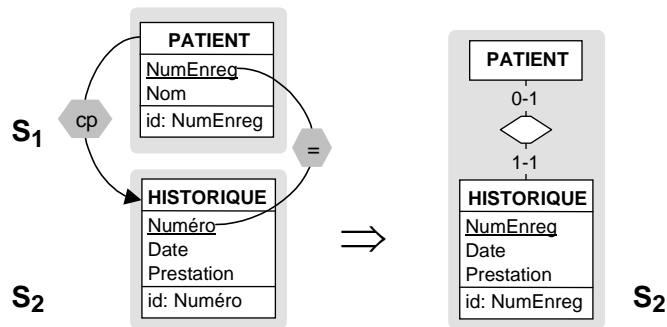 PATIENT
NumEnreg
Nom
id: NumEnreg
cp
S1
=
HISTORIQUE
Numéro
Date
Prestation
id: Numéro
S2
⇒
PATIENT
0-1
1-1
HISTORIQUE
NumEnreg
Date
Prestation
id: NumEnreg
S2